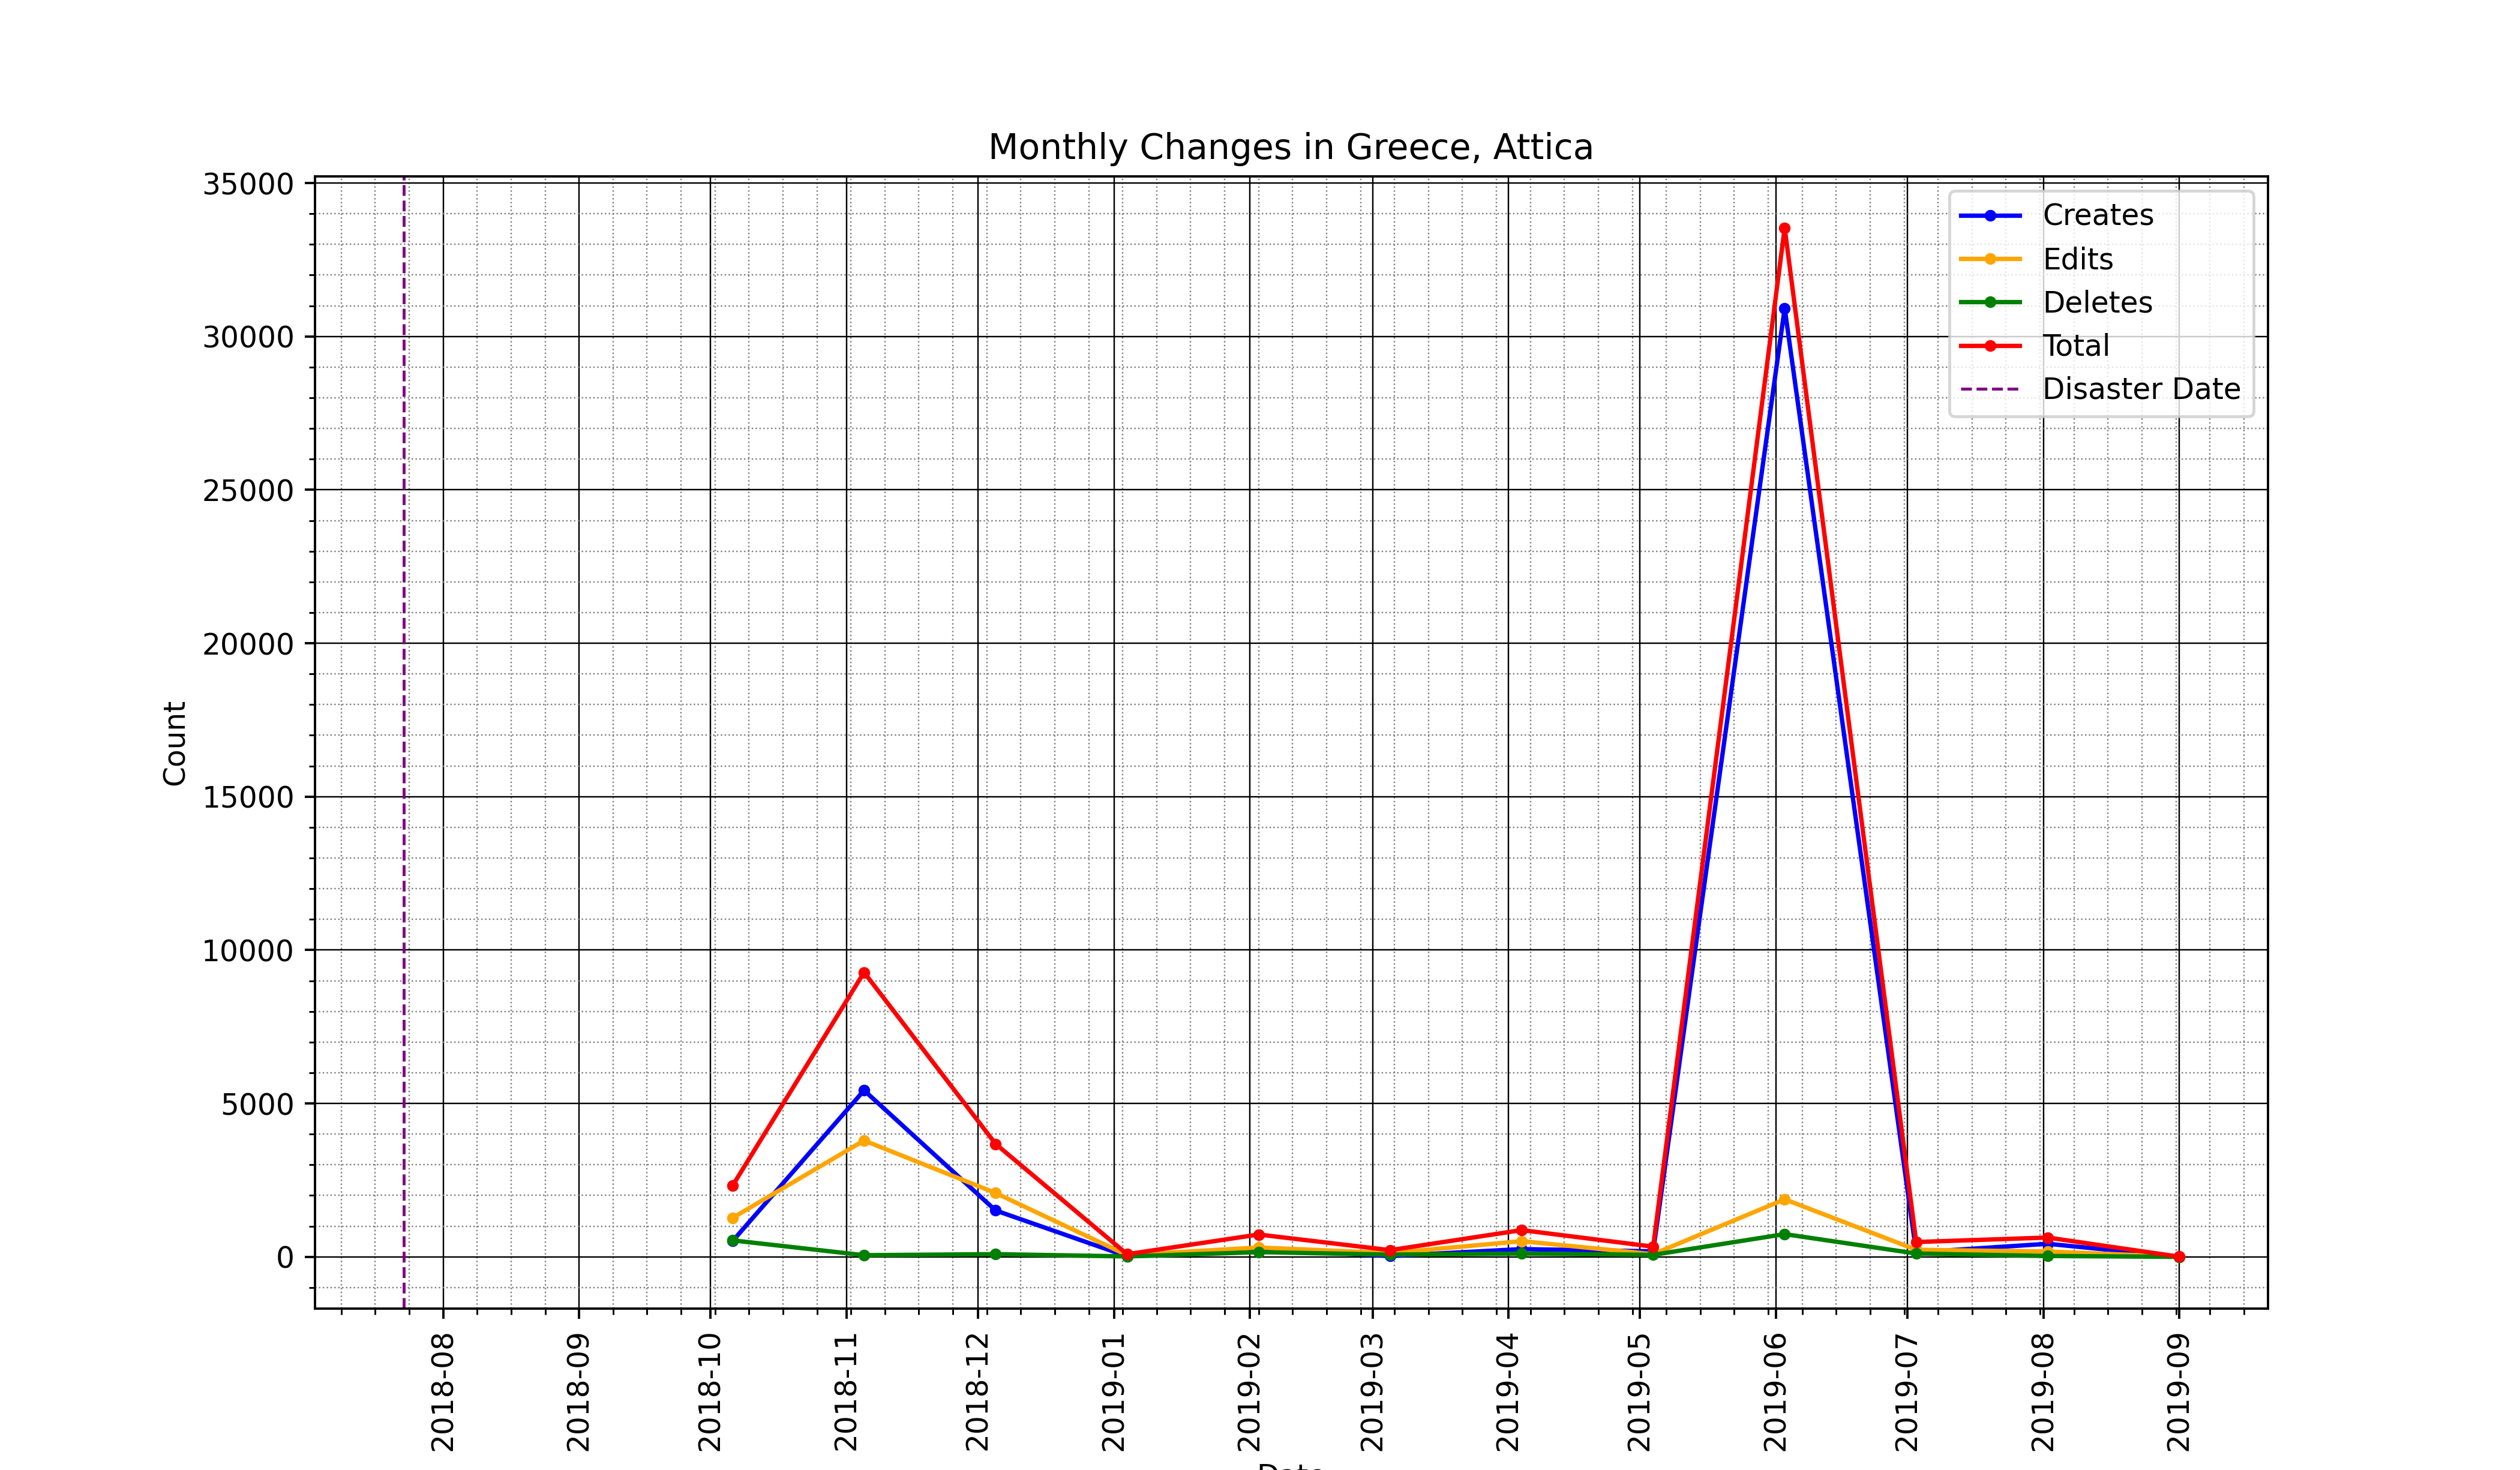 Monthly Changes in Greece, Attica
35000
30000
25000
20000
15000
10000
5000
0
Count
Creates
Edits
Deletes
Total
Disaster Date
2018-08
2018-09
2018-10
2018-11
2018-12
2019-01
2019-02
2019-03
2019-04
2019-05
2019-06
2019-07
2019-08
2019-09
Date